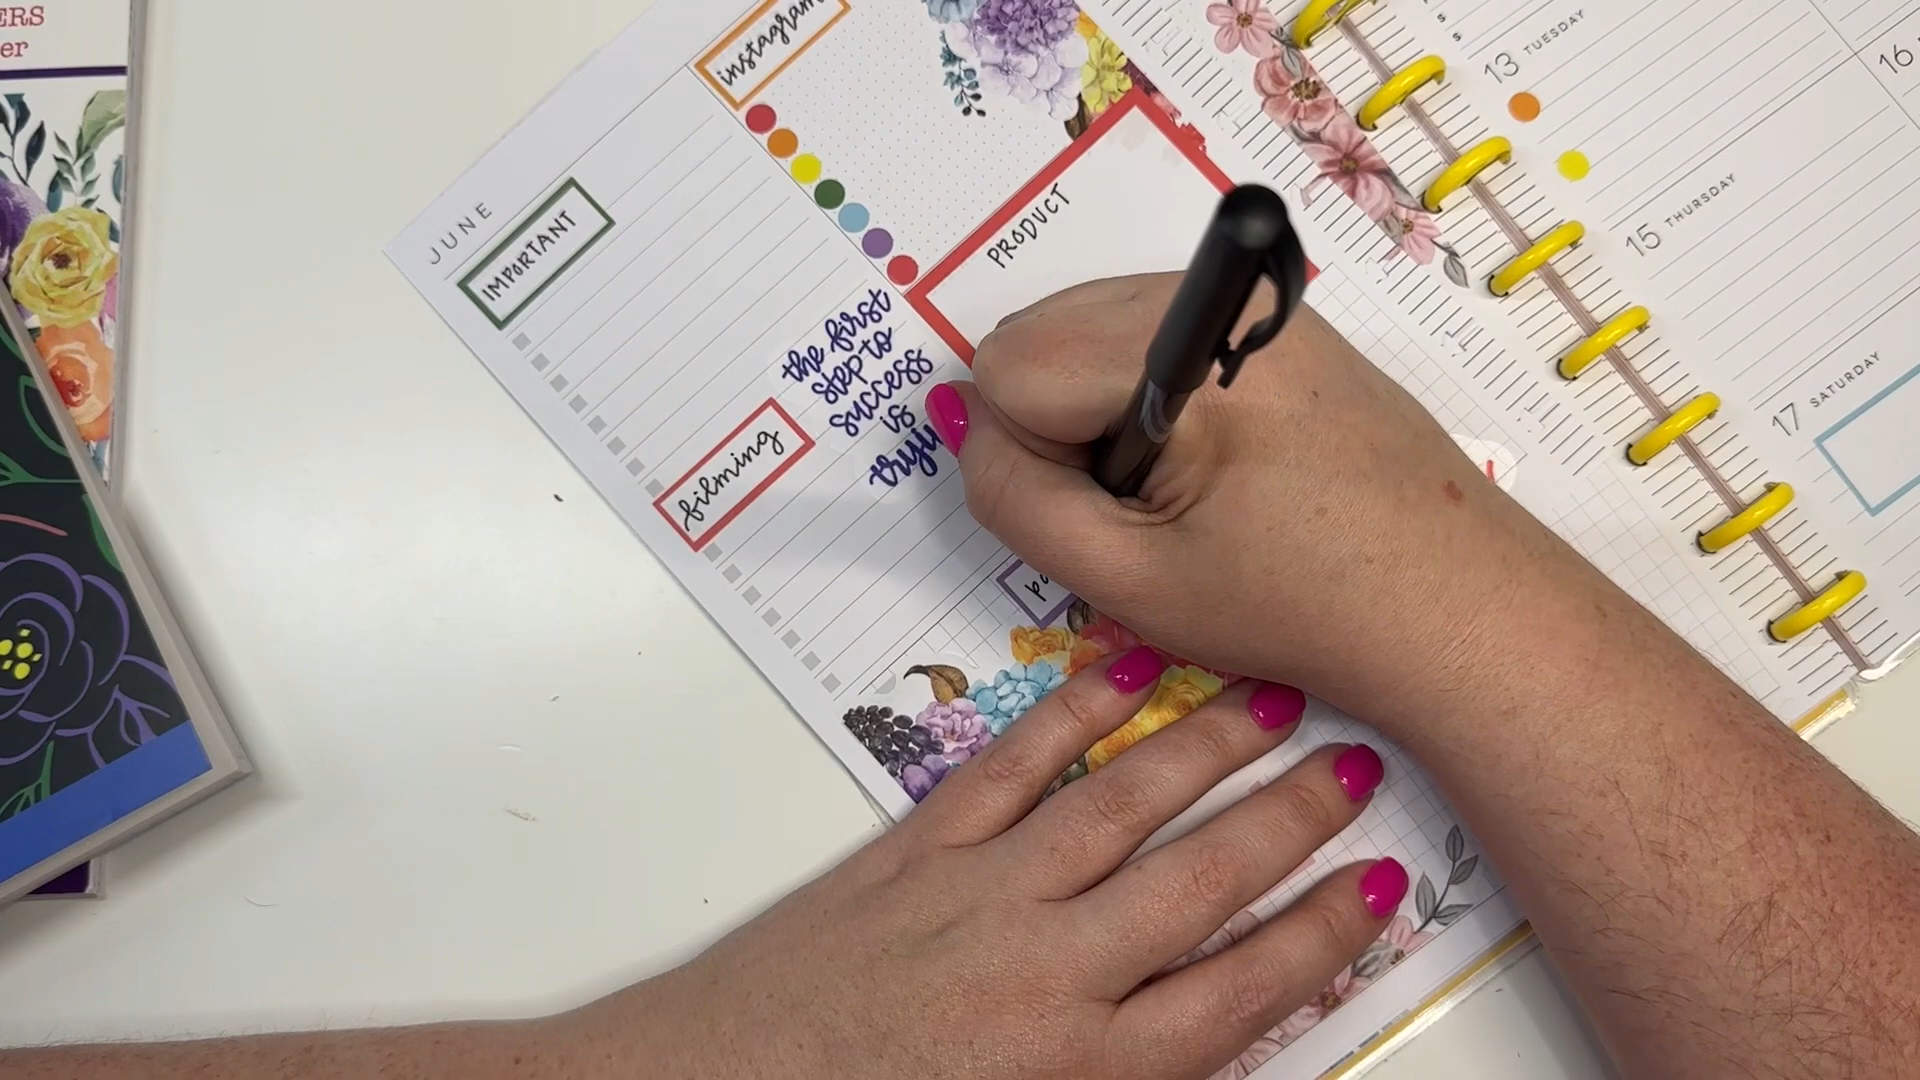 ERS
er
JUNE
IMPORTANT
instagram
PRODUCT
the first
step to
success
is
filming
13 TUESDAY
15 THURSDAY
17 SATURDAY
16